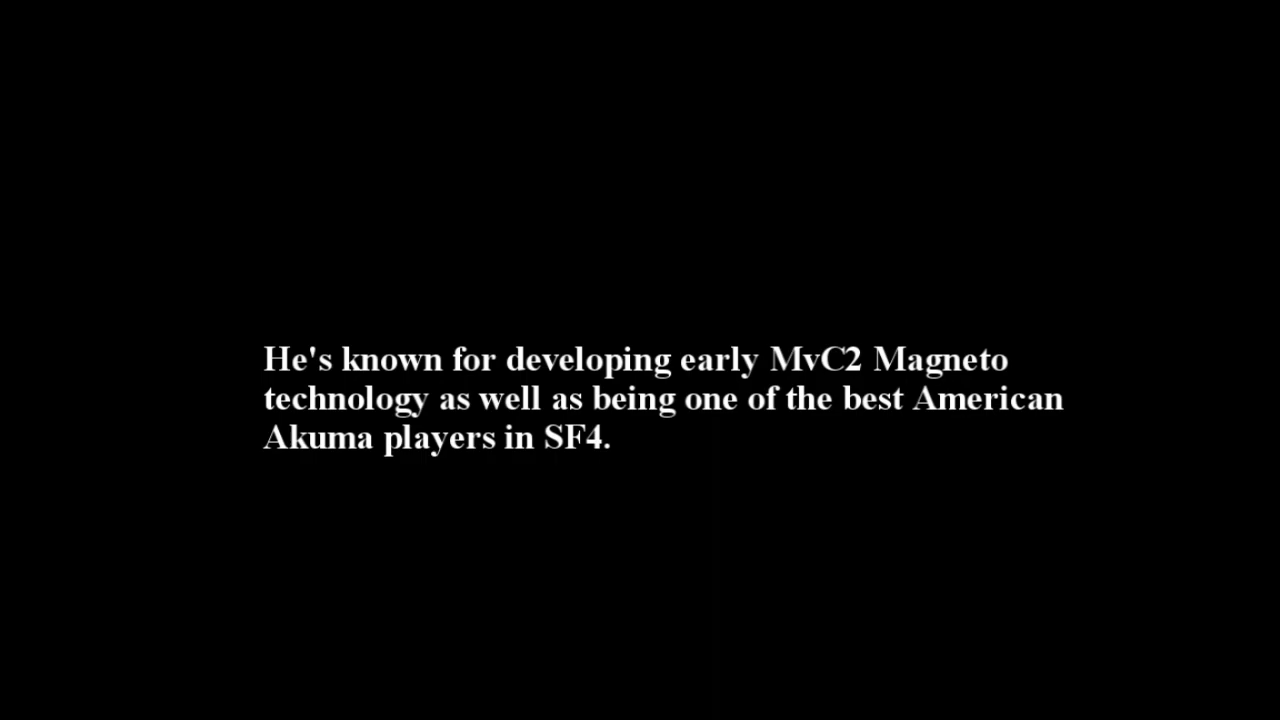 He's known for developing early MvC2 Magneto
technology as well as being one of the best American
Akuma players in SF4.